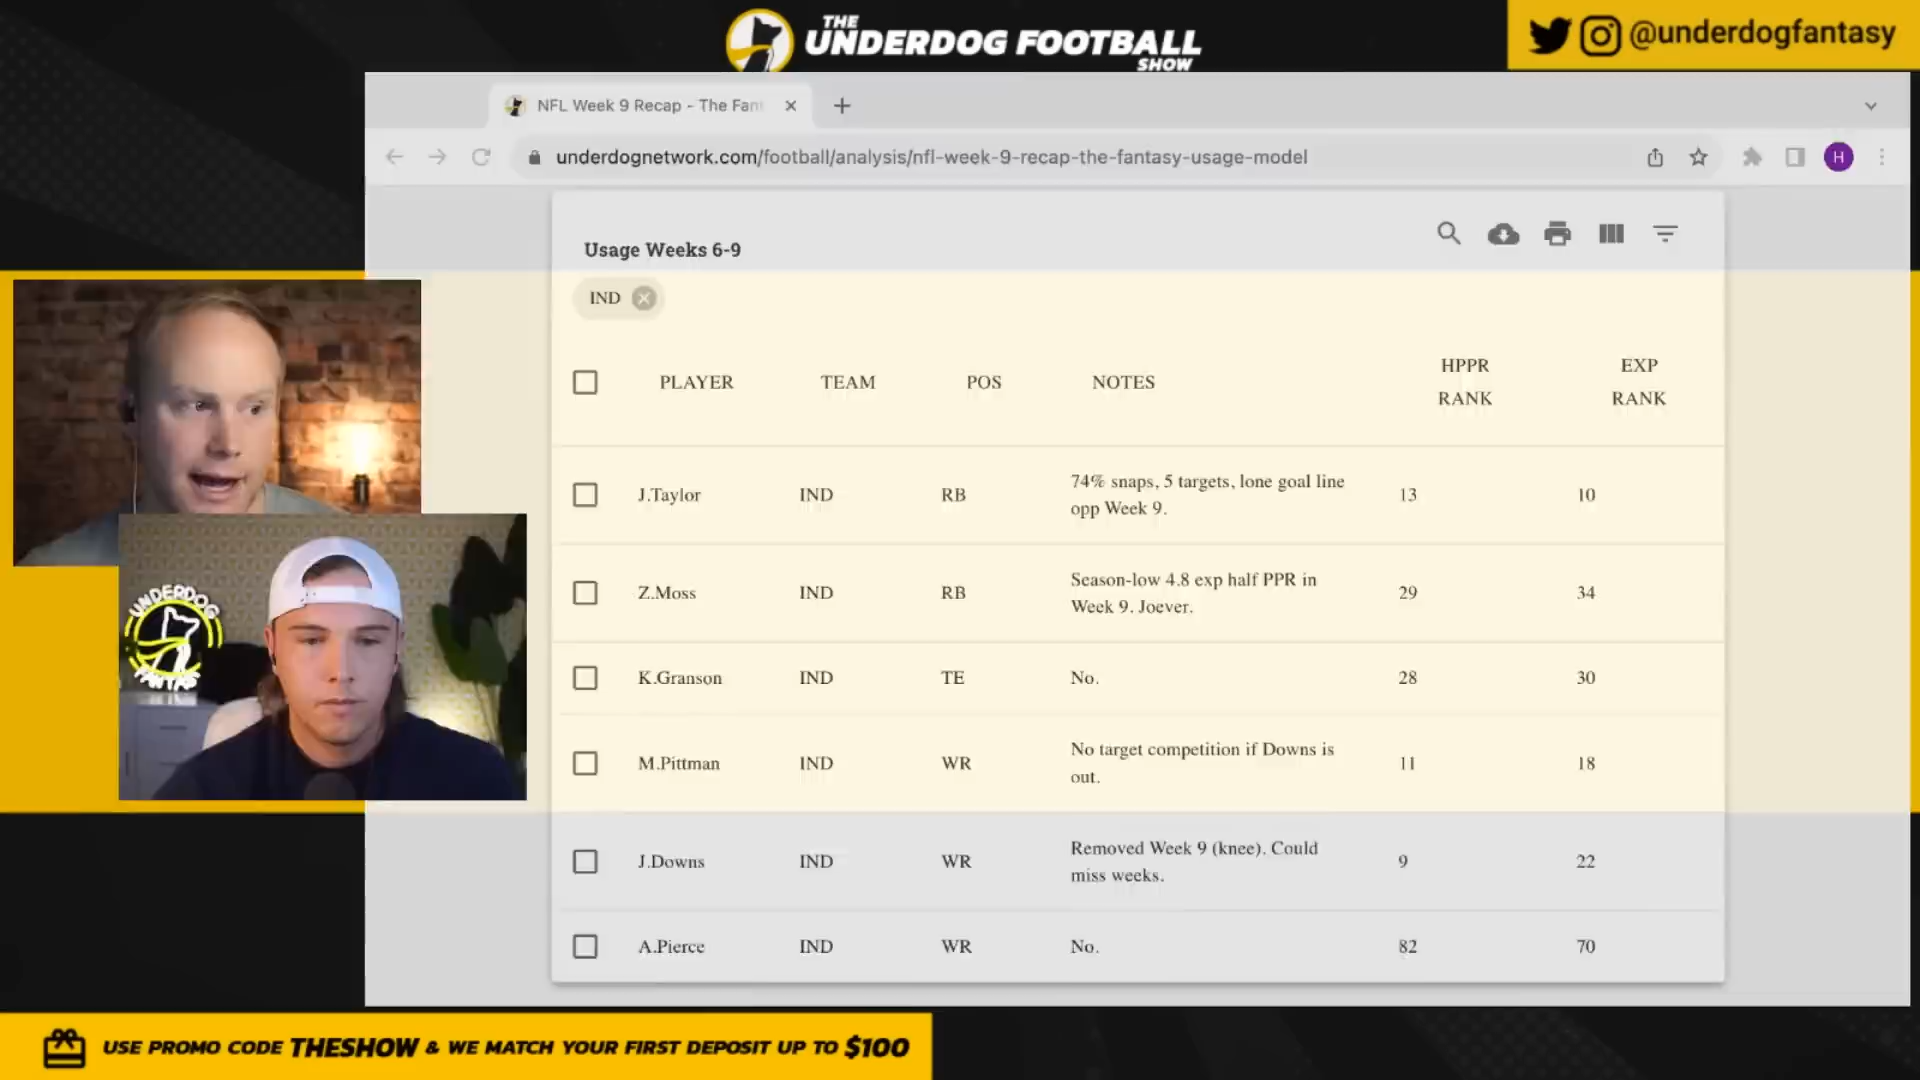 THE
UNDERDOG FOOTBALL
SHOW
@underdogfantasy
NFL Week 9 Recap - The Fan
underdognetwork.com/football/analysis/nfl-week-9-recap-the-fantasy-usage-model
H
Usage Weeks 6-9
IND
PLAYER TEAM POS NOTES HPPR RANK EXP RANK
J.Taylor IND RB 74% snaps, 5 targets, lone goal line opp Week 9. 13 10
Z.Moss IND RB Season-low 4.8 exp half PPR in Week 9. Joever. 29 34
K.Granson IND TE No. 28 30
M.Pittman IND WR No target competition if Downs is out. 11 18
J.Downs IND WR Removed Week 9 (knee). Could miss weeks. 9 22
A.Pierce IND WR No. 82 70
UNDERDOG
FANTASY
USE PROMO CODE THESHOW & WE MATCH YOUR FIRST DEPOSIT UP TO $100